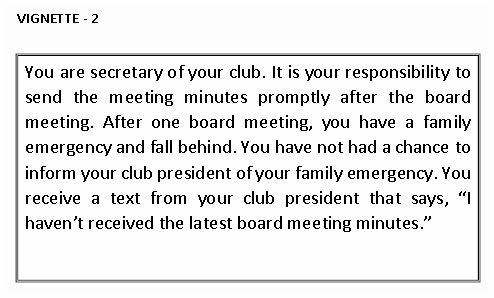 VIGNETTE - 2
You are secretary of your club. It is your responsibility to
send the meeting minutes promptly after the board
meeting. After one board meeting, you have a family
emergency and fall behind. You have not had a chance to
inform your club president of your family emergency. You
receive a text from your club president that says, “I
haven’t received the latest board meeting minutes.”